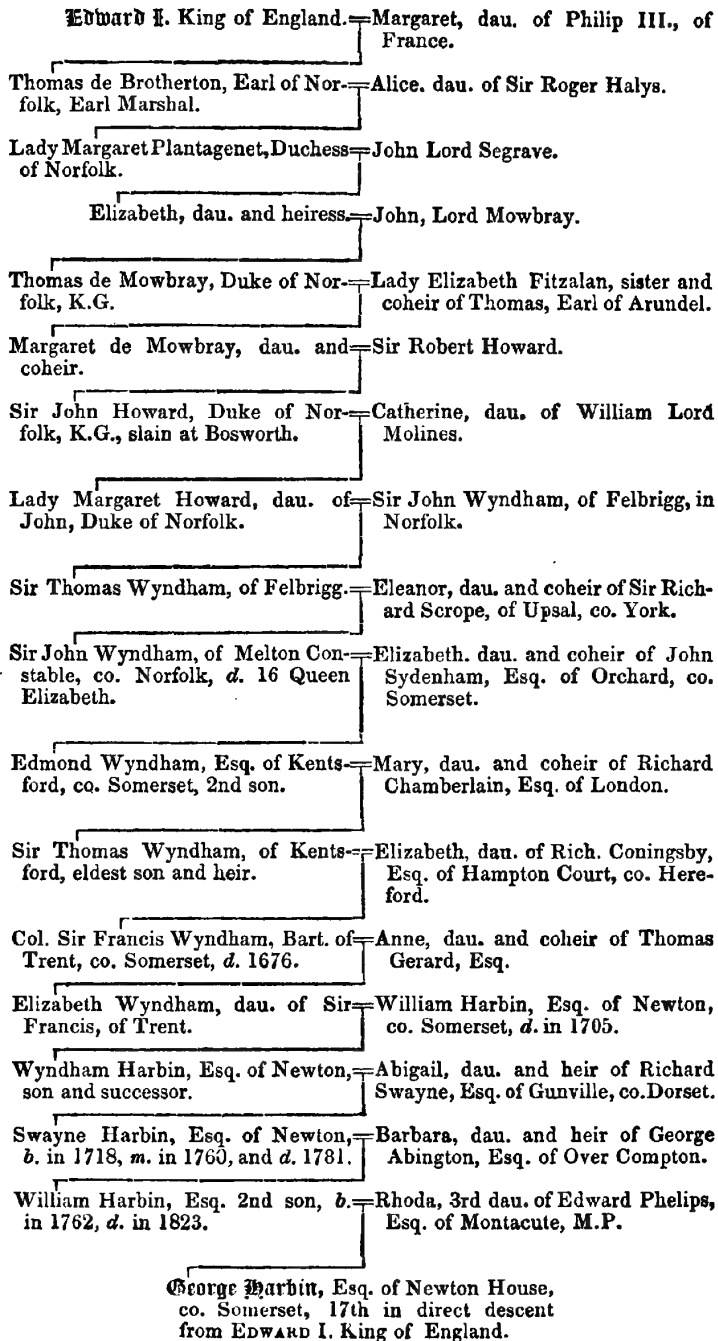 Edward I. King of England.=Margaret, dau. of Philip III., of
France.
Thomas de Brotherton, Earl of Nor-=Alice. dau. of Sir Roger Halys.
folk, Earl Marshal.
Lady Margaret Plantagenet, Duchess=John Lord Segrave.
of Norfolk.
Elizabeth, dau. and heiress.=John, Lord Mowbray.
Thomas de Mowbray, Duke of Nor-=Lady Elizabeth Fitzalan, sister and
folk, K.G. coheir of Thomas, Earl of Arundel.
Margaret de Mowbray, dau. and=Sir Robert Howard.
coheir.
Sir John Howard, Duke of Nor-=Catherine, dau. of William Lord
folk, K.G., slain at Bosworth. Molines.
Lady Margaret Howard, dau. of=Sir John Wyndham, of Felbrigg, in
John, Duke of Norfolk. Norfolk.
Sir Thomas Wyndham, of Felbrigg.=Eleanor, dau. and coheir of Sir Rich-
ard Scrope, of Upsal, co. York.
Sir John Wyndham, of Melton Con-=Elizabeth. dau. and coheir of John
stable, co. Norfolk, d. 16 Queen Sydenham, Esq. of Orchard, co.
Elizabeth. Somerset.
Edmond Wyndham, Esq. of Kents-=Mary, dau. and coheir of Richard
ford, co. Somerset, 2nd son. Chamberlain, Esq. of London.
Sir Thomas Wyndham, of Kents-=Elizabeth, dau. of Rich. Coningsby,
ford, eldest son and heir. Esq. of Hampton Court, co. Here-
ford.
Col. Sir Francis Wyndham, Bart. of=Anne, dau. and coheir of Thomas
Trent, co. Somerset, d. 1676. Gerard, Esq.
Elizabeth Wyndham, dau. of Sir=William Harbin, Esq. of Newton,
Francis, of Trent. co. Somerset, d. in 1705.
Wyndham Harbin, Esq. of Newton,=Abigail, dau. and heir of Richard
son and successor. Swayne, Esq. of Gunville, co.Dorset.
Swayne Harbin, Esq. of Newton,=Barbara, dau. and heir of George
b. in 1718, m. in 1760, and d. 1781. Abington, Esq. of Over Compton.
William Harbin, Esq. 2nd son, b.=Rhoda, 3rd dau. of Edward Phelips,
in 1762, d. in 1823. Esq. of Montacute, M.P.
George Harbin, Esq. of Newton House,
co. Somerset, 17th in direct descent
from EDWARD I. King of England.